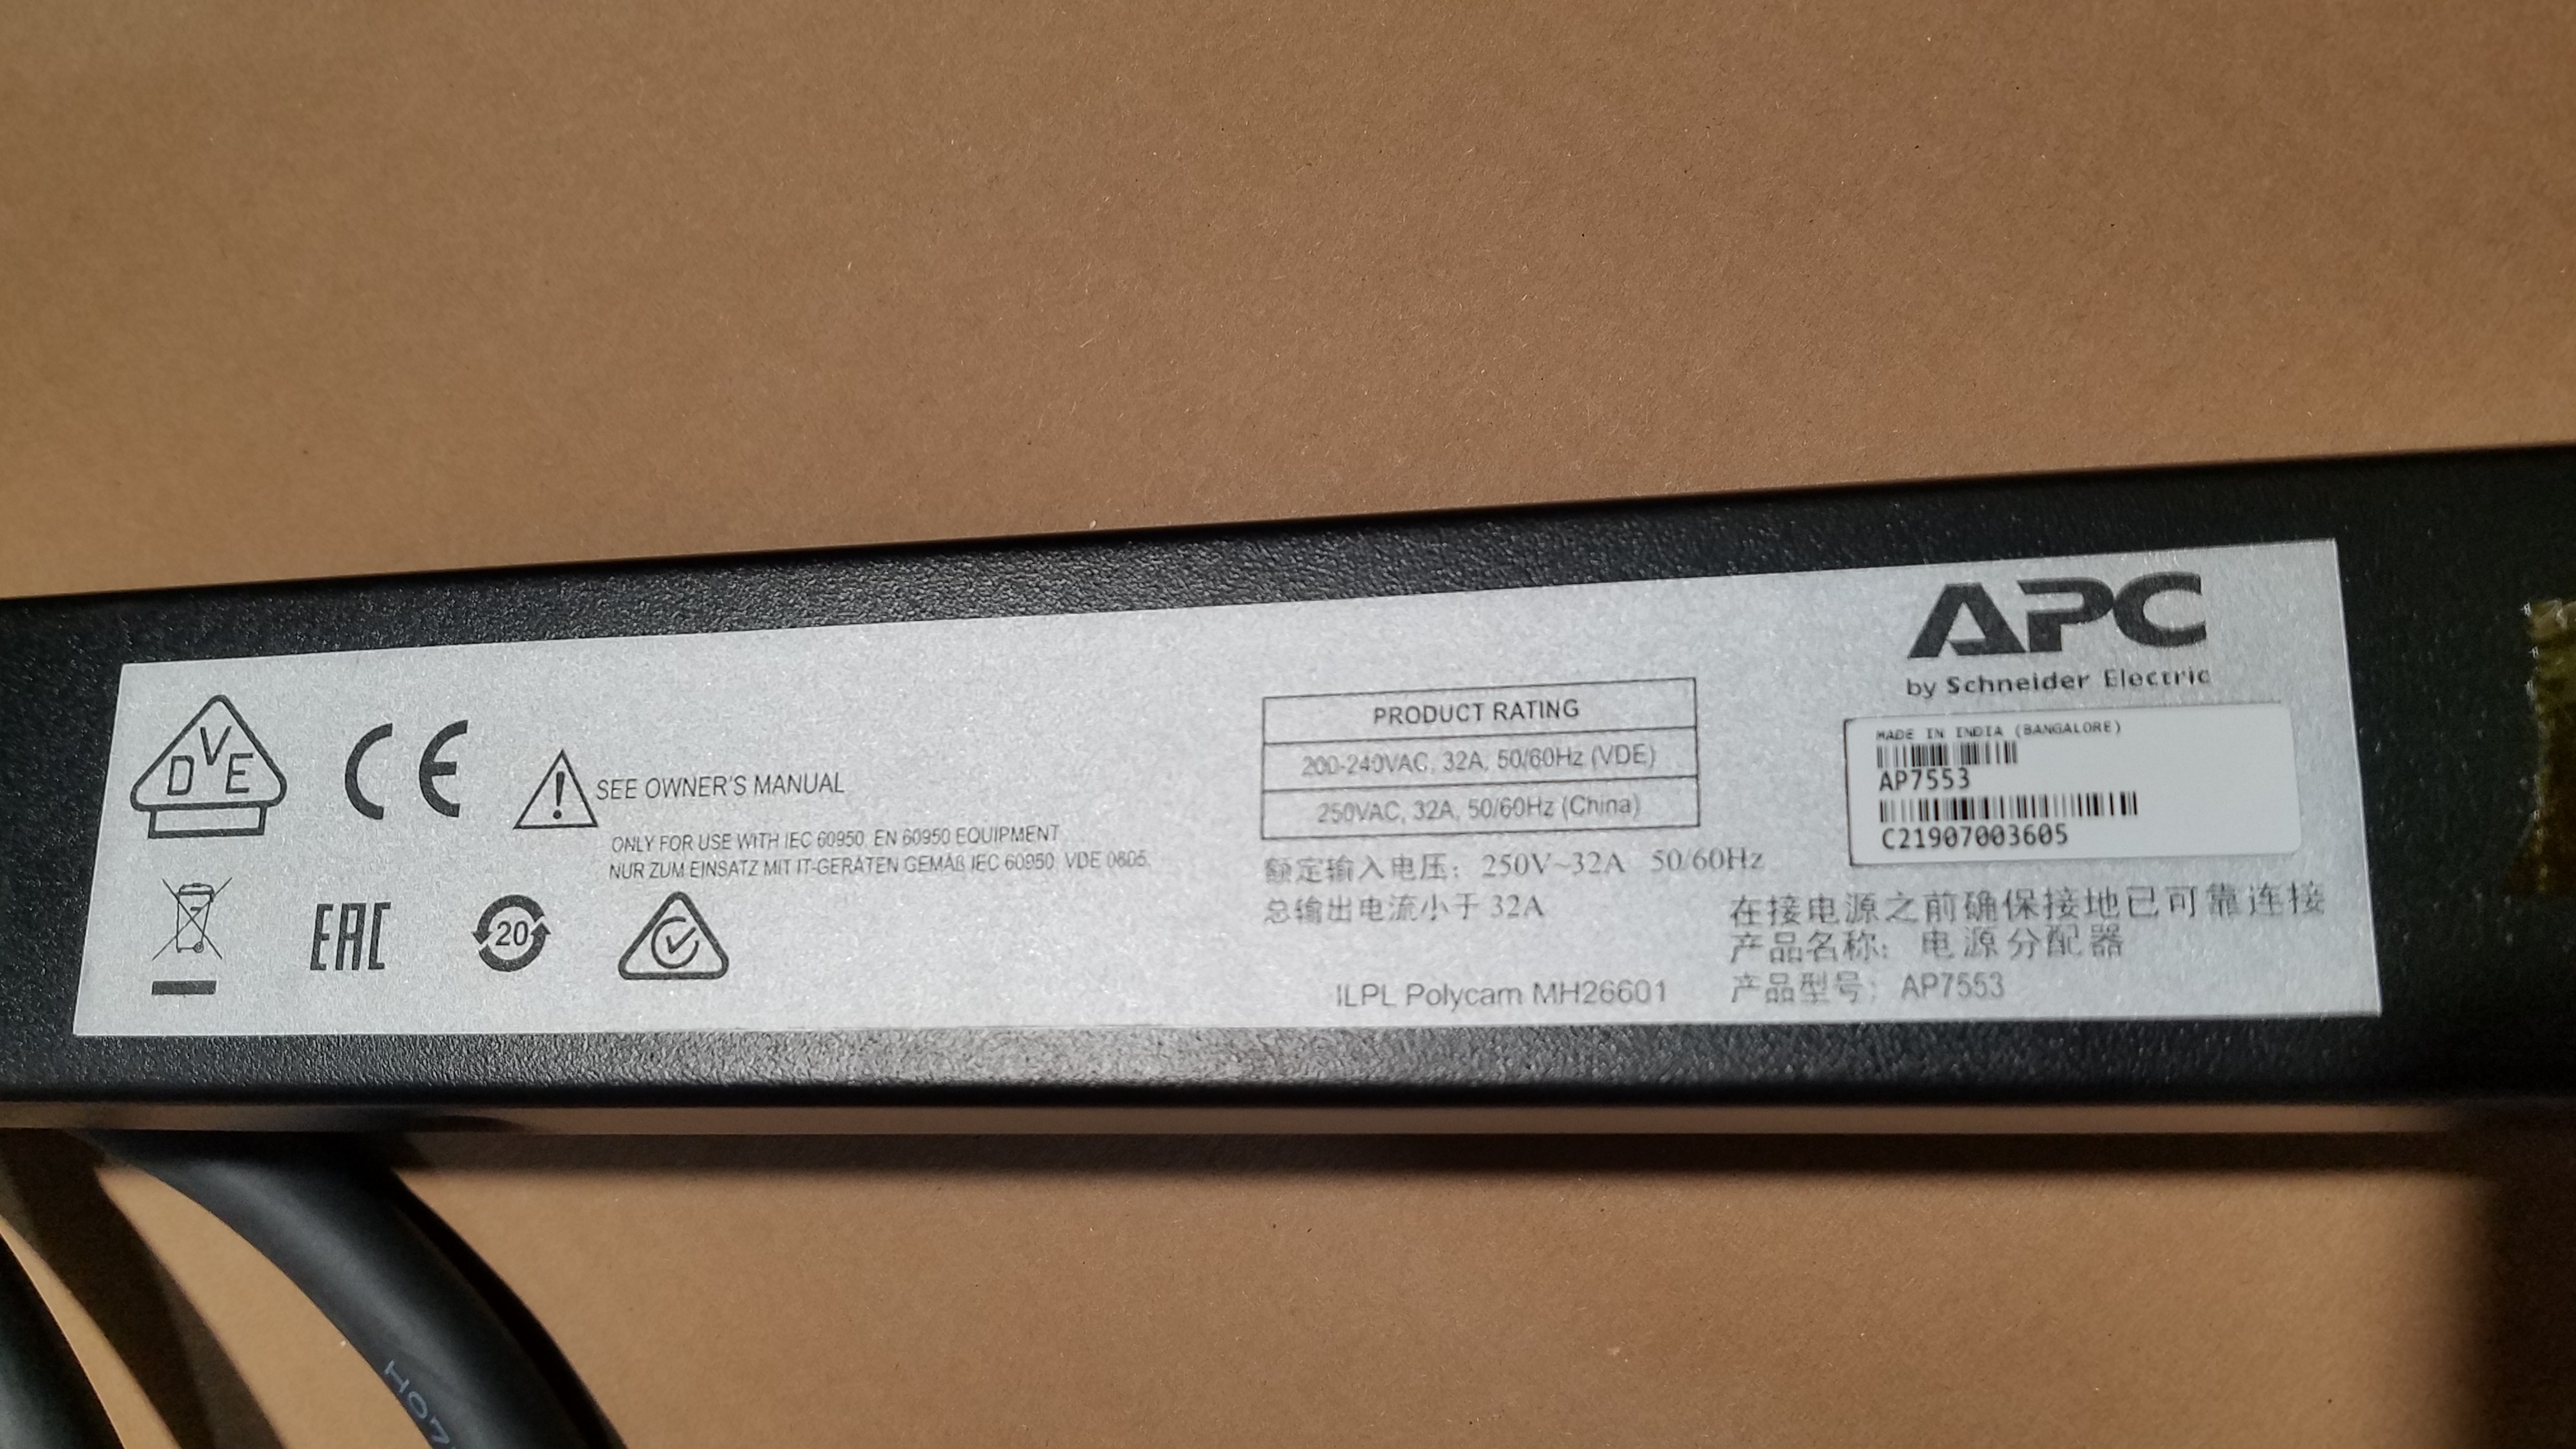 DVE
CE
SEE OWNER'S MANUAL
ONLY FOR USE WITH IEC 60950, EN 60950 EQUIPMENT
NUR ZUM EINSATZ MIT IT-GERÄTEN GEMÄß IEC 60950, VDE 0805.
EAC
20
PRODUCT RATING
200-240VAC, 32A, 50/60Hz (VDE)
250VAC, 32A, 50/60Hz (China)
额定输入电压：250V~32A 50/60Hz
总输出电流小于 32A
ILPL Polycam MH26601
APC
by Schneider Electric
MADE IN INDIA (BANGALORE)
AP7553
C21907003605
在接电源之前确保接地已可靠连接
产品名称：电源分配器
产品型号：AP7553
H07